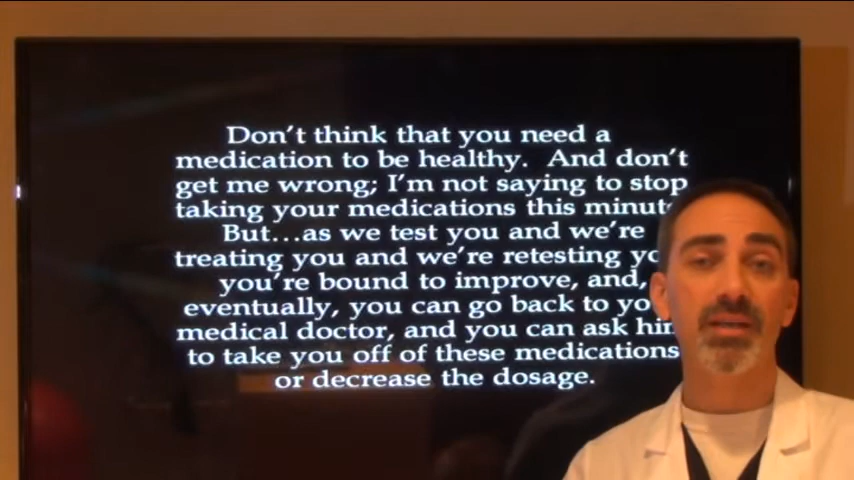 Don't think that you need a
medication to be healthy.  And don't
get me wrong; I'm not saying to stop
taking your medications this
But...as we test you and we're
treating you and we're retesting
you're bound to improve, and,
eventually, you can go back to
medical doctor, and you can ask
to take you off of these medications
or decrease the dosage.